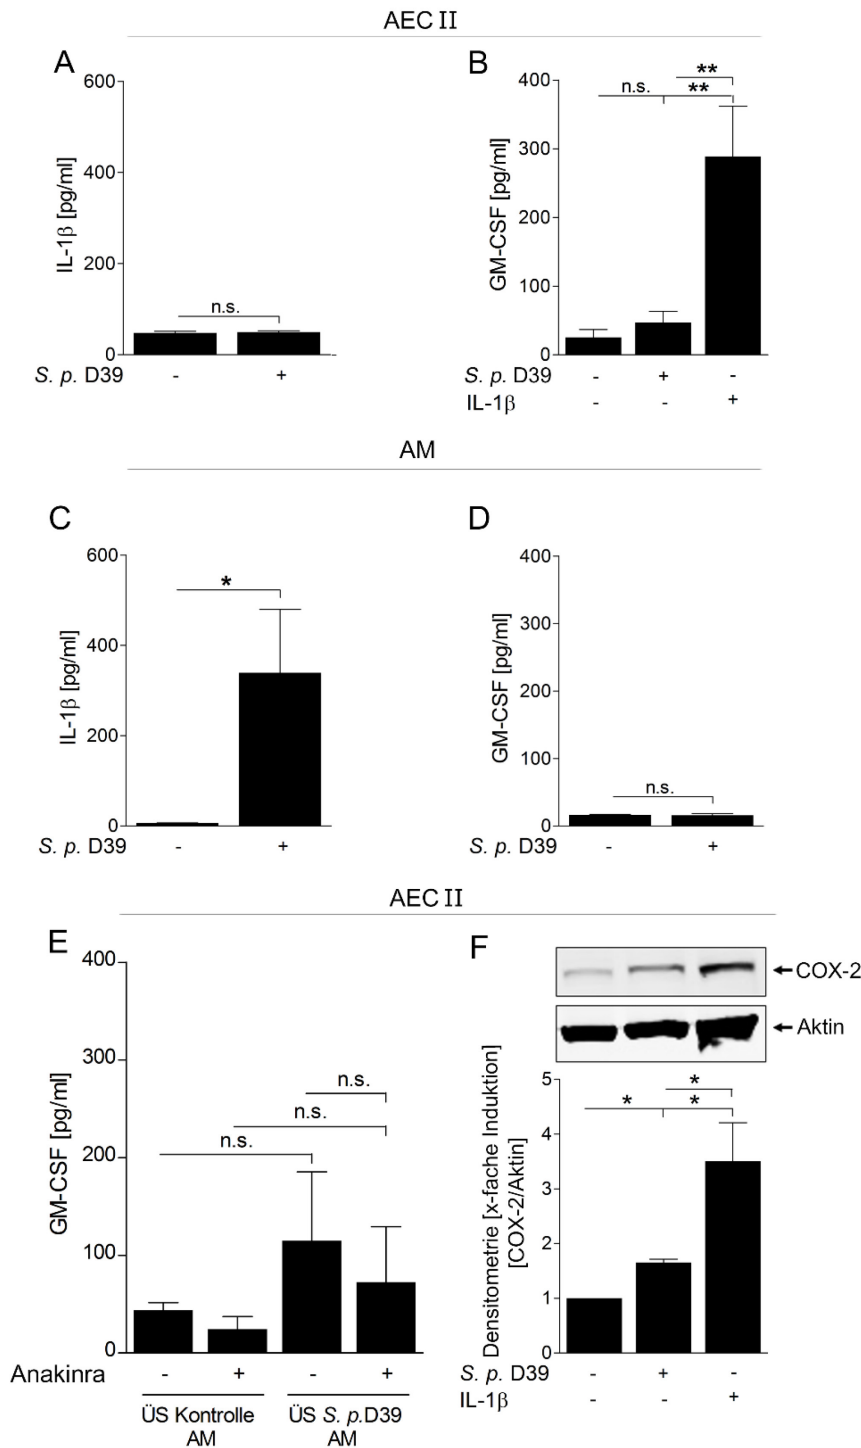 AEC II
A
B
600
400
200
0
IL-1β [pg/ml]
n.s.
S. p. D39
-
+
400
300
200
100
0
GM-CSF [pg/ml]
**
n.s.
**
S. p. D39
-
+
-
IL-1β
-
-
+
AM
C
D
600
400
200
0
IL-1β [pg/ml]
*
S. p. D39
-
+
400
300
200
100
0
GM-CSF [pg/ml]
n.s.
S. p. D39
-
+
AEC II
E
F
400
300
200
100
0
GM-CSF [pg/ml]
n.s.
n.s.
n.s.
Anakinra
-
+
-
+
ÜS Kontrolle
AM
ÜS S. p.D39
AM
COX-2
Aktin
5
4
3
2
1
0
Densitometrie [x-fache Induktion]
[COX-2/Aktin]
*
*
*
S. p. D39
-
+
-
IL-1β
-
-
+